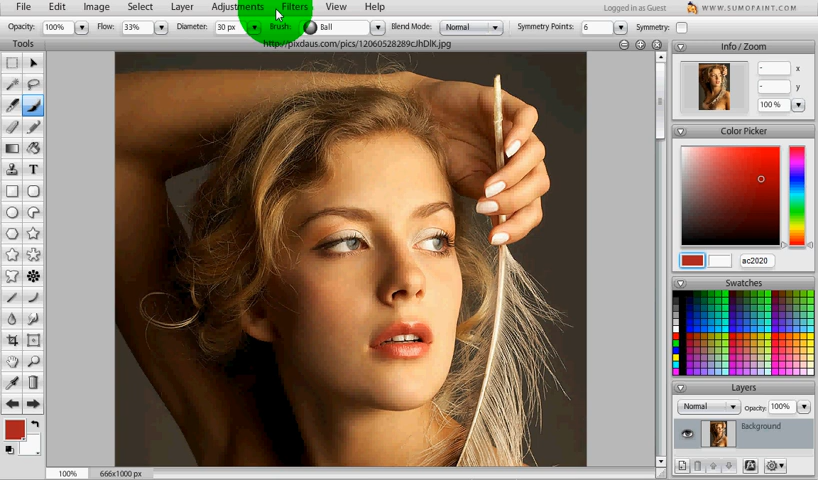 File Edit Image Select Layer Adjustments Filters View Help Logged in as Guest WWW.SUMOPAINT.COM
Opacity: 100% Flow: 33% Diameter: 30 px Brush: Ball Blend Mode: Normal Symmetry Points: 6 Symmetry:
Tools
http://pixdaus.com/pics/12060528289cJhDlK.jpg
Info / Zoom
- x
- y
100 %
Color Picker
ac2020
Swatches
Layers
Normal Opacity: 100%
Background
T
100% 666x1000 px